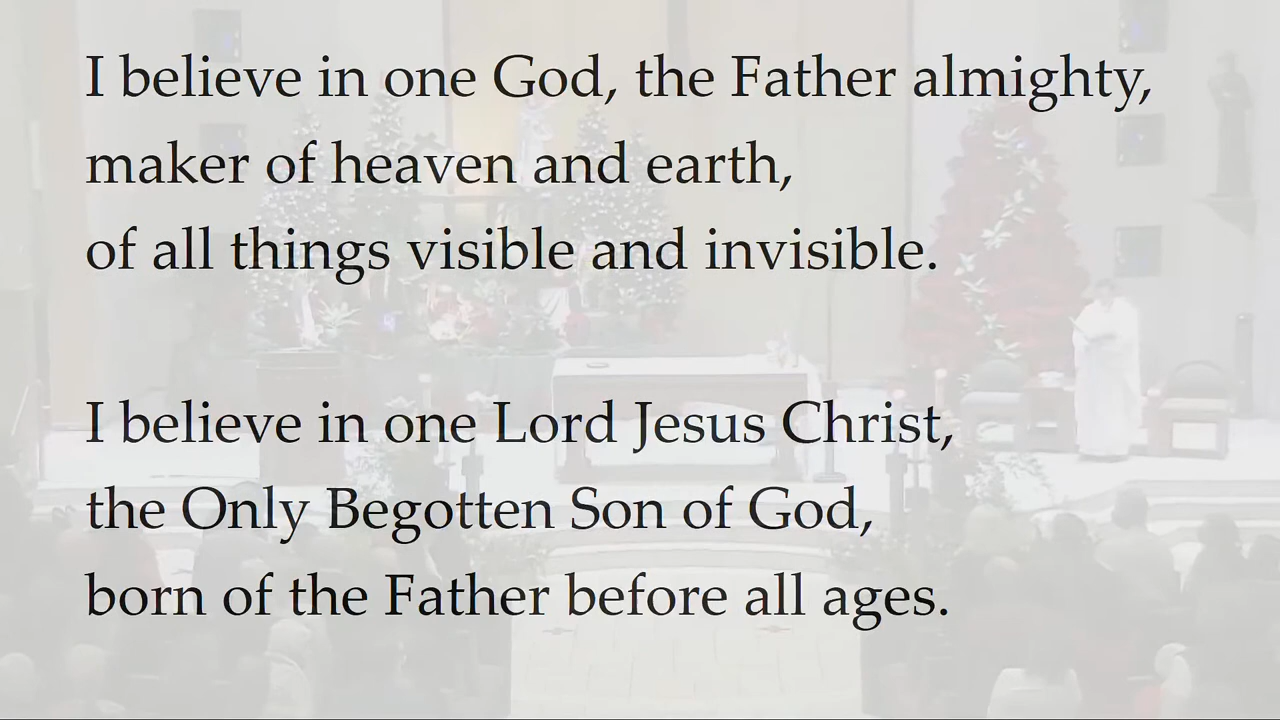 I believe in one God, the Father almighty,
maker of heaven and earth,
of all things visible and invisible.
I believe in one Lord Jesus Christ,
the Only Begotten Son of God,
born of the Father before all ages.